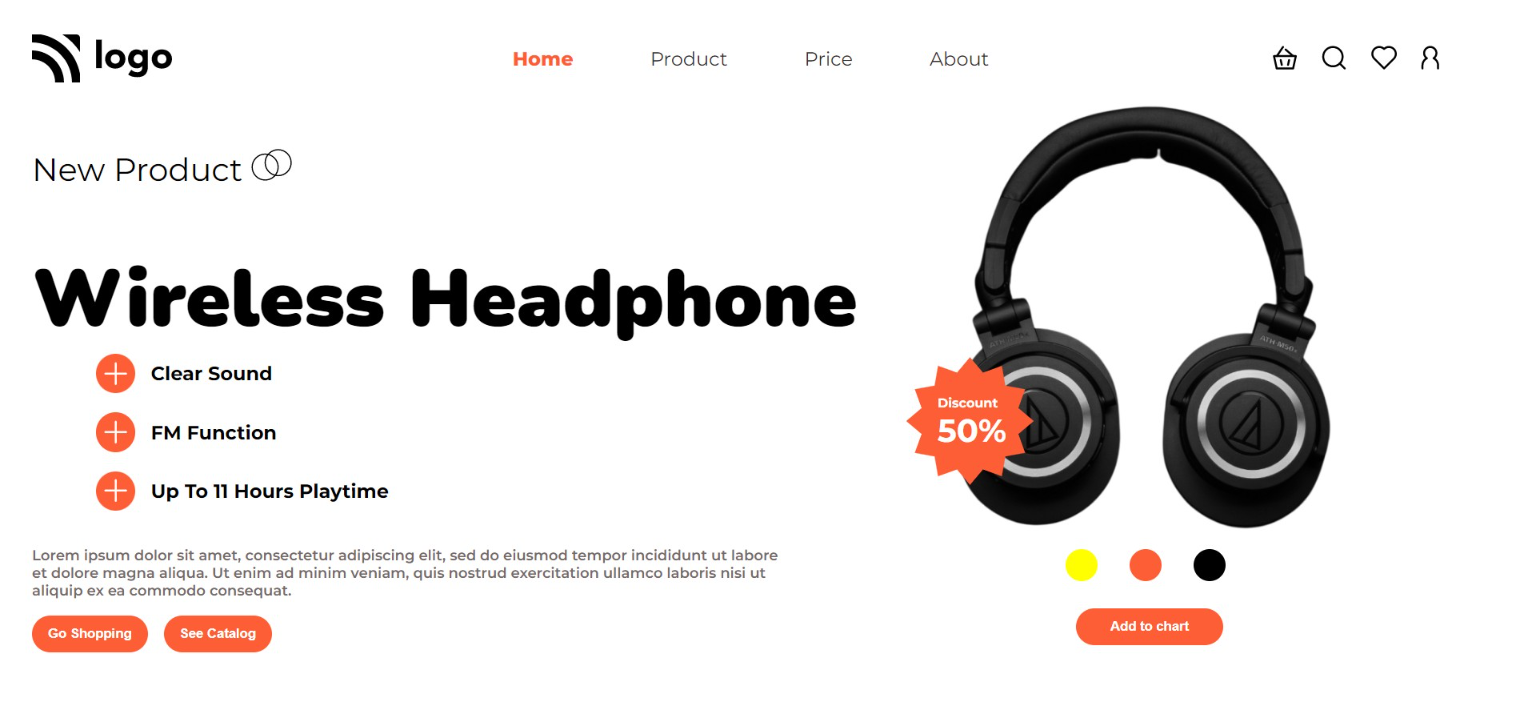 logo
Home Product Price About
New Product
Wireless Headphone
Clear Sound
FM Function
Up To 11 Hours Playtime
Lorem ipsum dolor sit amet, consectetur adipiscing elit, sed do eiusmod tempor incididunt ut labore
et dolore magna aliqua. Ut enim ad minim veniam, quis nostrud exercitation ullamco laboris nisi ut
aliquip ex ea commodo consequat.
Go Shopping See Catalog
Discount
50%
Add to chart